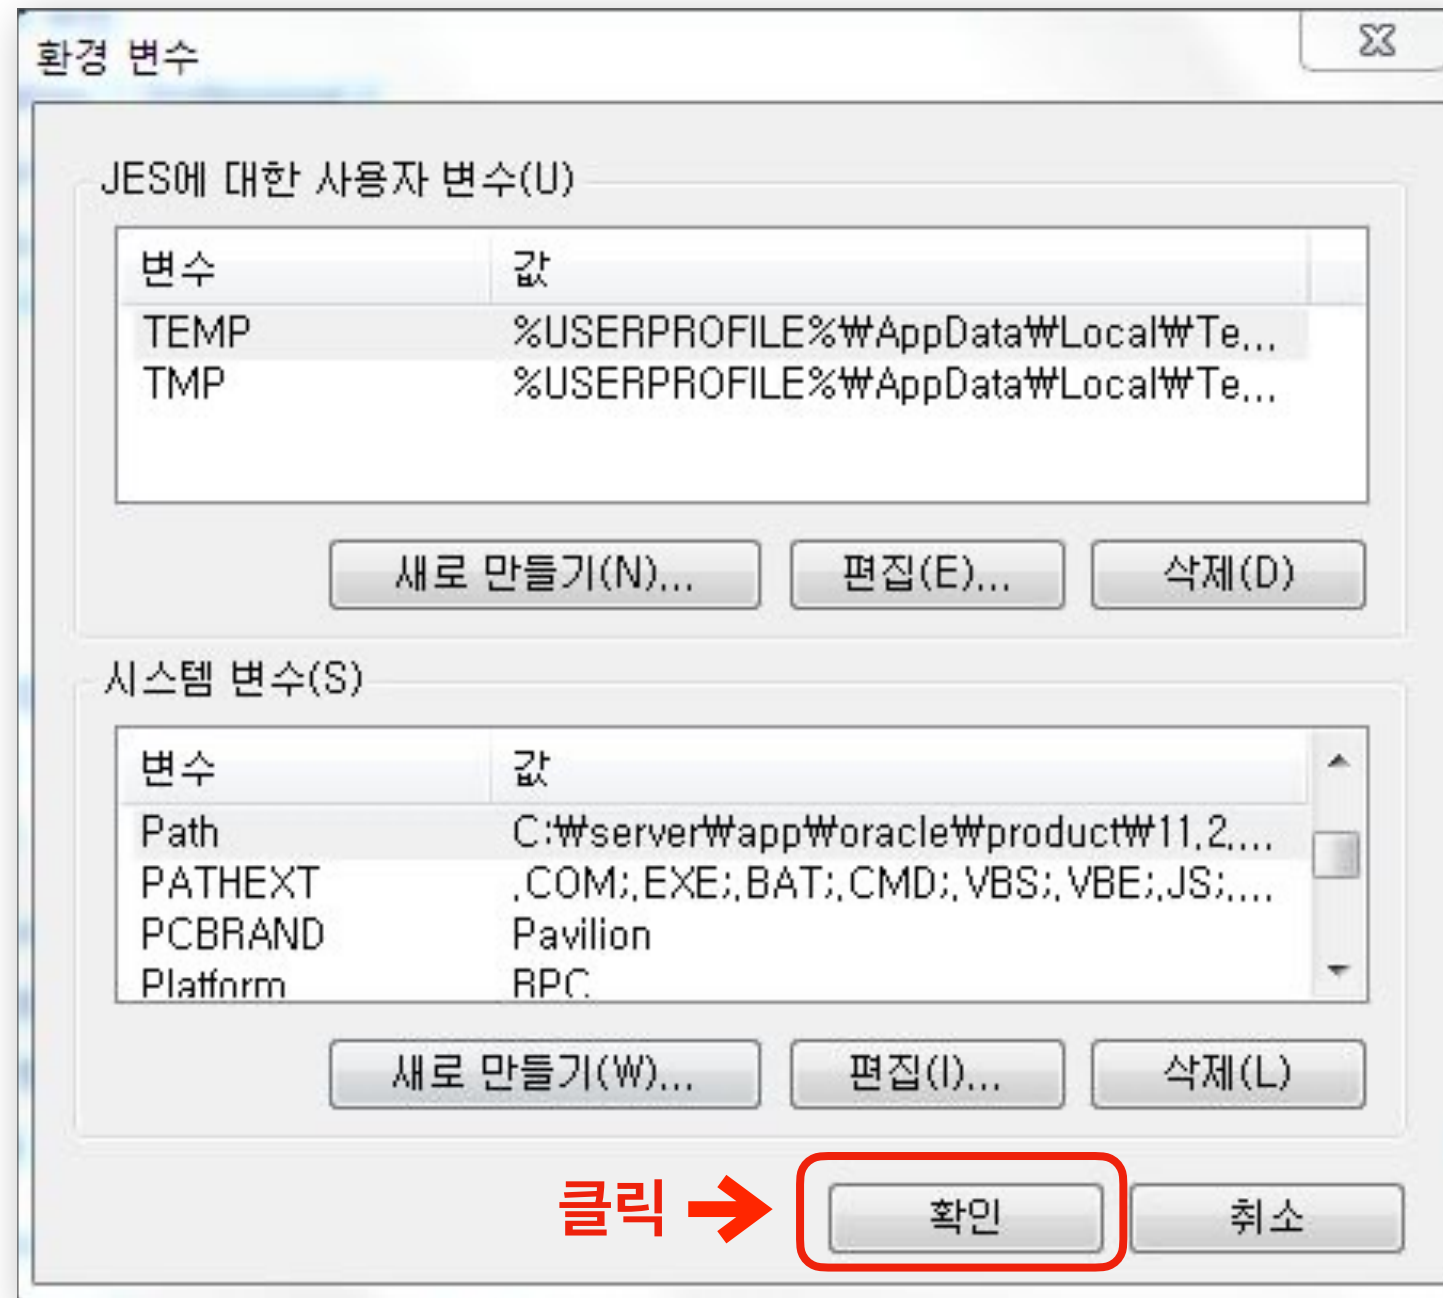 환경 변수
JES에 대한 사용자 변수(U)
변수 값
TEMP %USERPROFILE%₩AppData₩Local₩Te...
TMP %USERPROFILE%₩AppData₩Local₩Te...
새로 만들기(N)... 편집(E)... 삭제(D)
시스템 변수(S)
변수 값
Path C:₩server₩app₩oracle₩product₩11.2....
PATHEXT .COM;.EXE;.BAT;.CMD;.VBS;.VBE;.JS;....
PCBRAND Pavilion
Platform BPC
새로 만들기(W)... 편집(I)... 삭제(L)
클릭 확인 취소